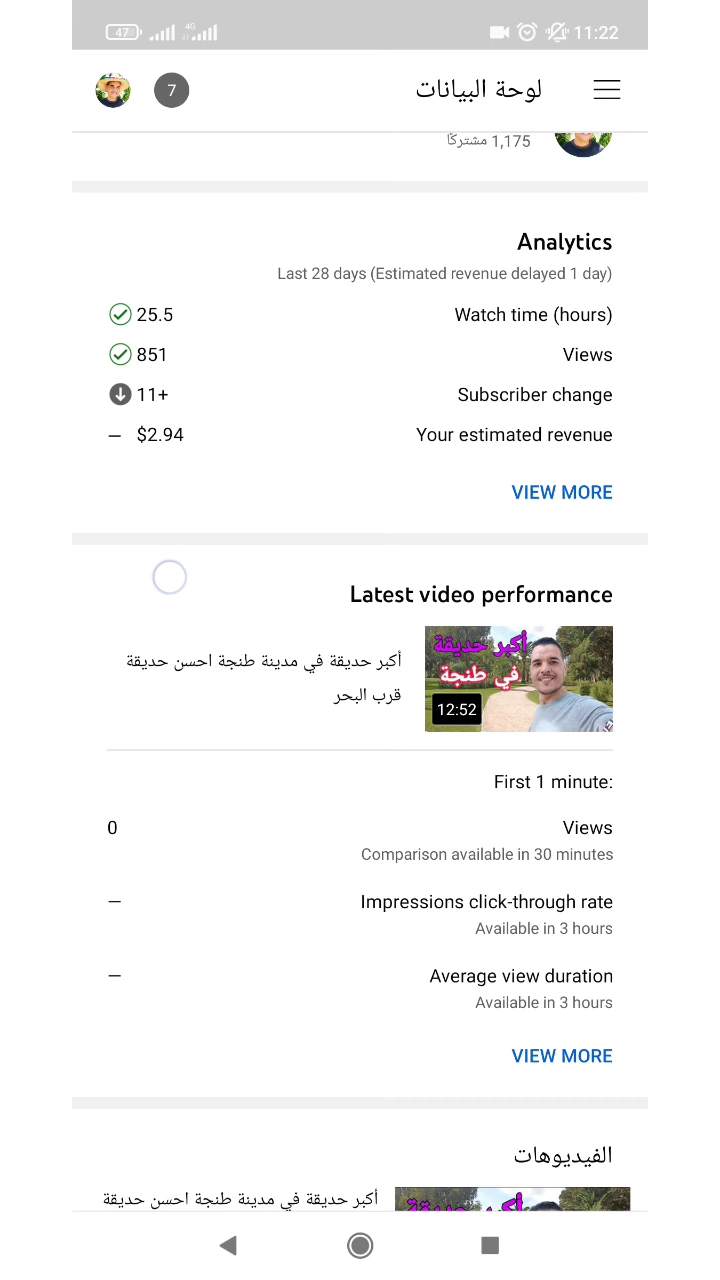 47 4G 11:22
لوحة البيانات 7
1,175 مشتركًا
Analytics
Last 28 days (Estimated revenue delayed 1 day)
25.5 Watch time (hours)
851 Views
11+ Subscriber change
– $2.94 Your estimated revenue
VIEW MORE
Latest video performance
أكبر حديقة في مدينة طنجة احسن حديقة
قرب البحر
أكبر حديقة
في طنجة
12:52
First 1 minute:
0 Views
Comparison available in 30 minutes
– Impressions click-through rate
Available in 3 hours
– Average view duration
Available in 3 hours
VIEW MORE
الفيديوهات
أكبر حديقة في مدينة طنجة احسن حديقة
أكبر حديقة